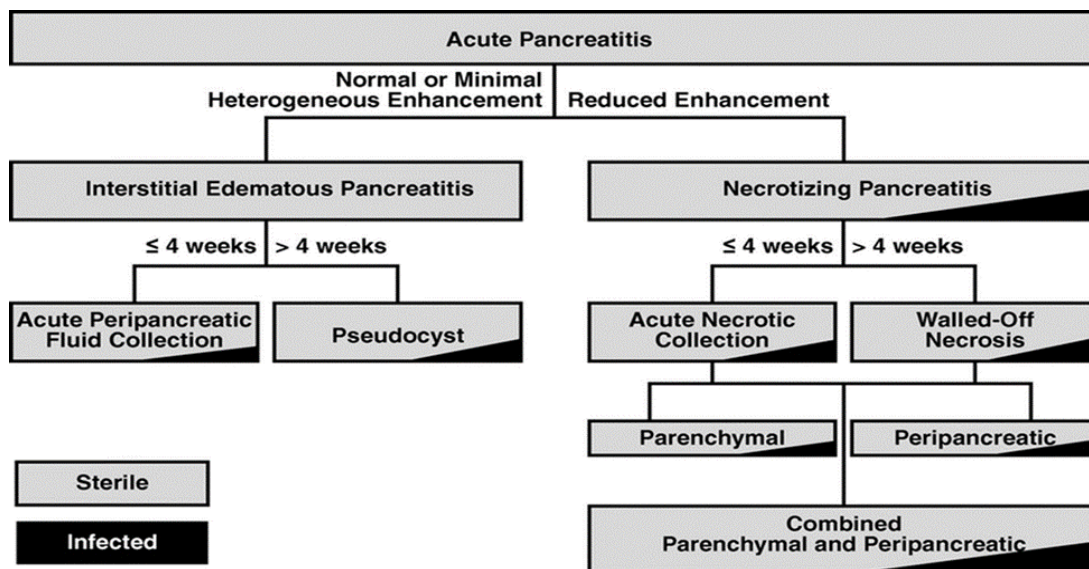 Acute Pancreatitis
Normal or Minimal
Heterogeneous Enhancement
Reduced Enhancement
Interstitial Edematous Pancreatitis
Necrotizing Pancreatitis
≤ 4 weeks
> 4 weeks
≤ 4 weeks
> 4 weeks
Acute Peripancreatic
Fluid Collection
Pseudocyst
Acute Necrotic
Collection
Walled-Off
Necrosis
Parenchymal
Peripancreatic
Combined
Parenchymal and Peripancreatic
Sterile
Infected